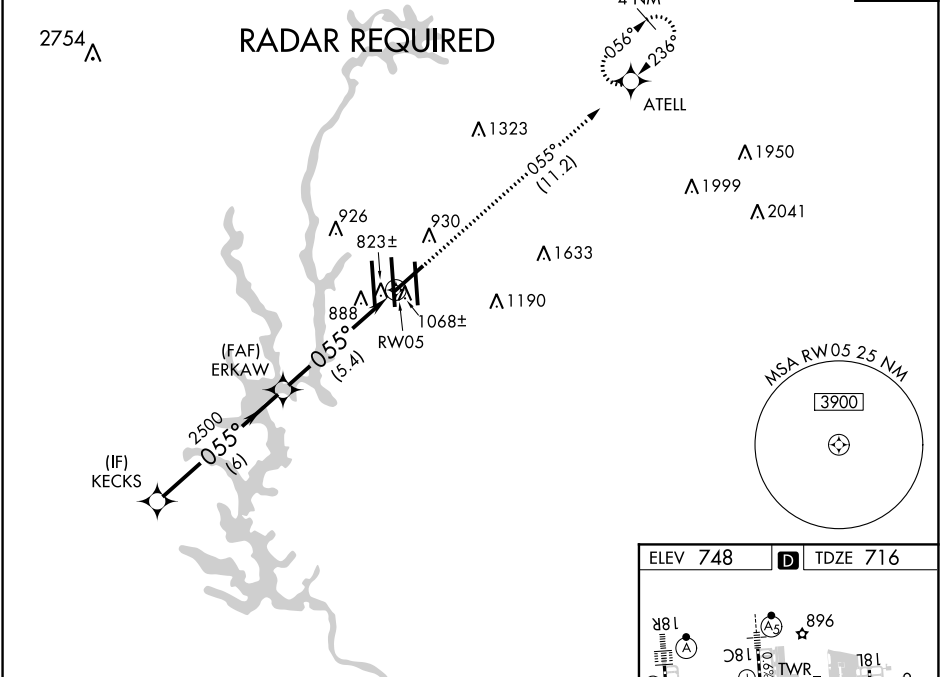 4 NM
2754
RADAR REQUIRED
056°
236°
ATELL
1323
055°
(11.2)
1950
1999
2041
926
930
823±
1633
888
1068±
1190
RW05
055°
(5.4)
(FAF)
ERKAW
MSA RW05 25 NM
3900
2500
055°
(6)
(IF)
KECKS
ELEV 748
D
TDZE 716
18R
A
18C
A5
896
TWR
18L